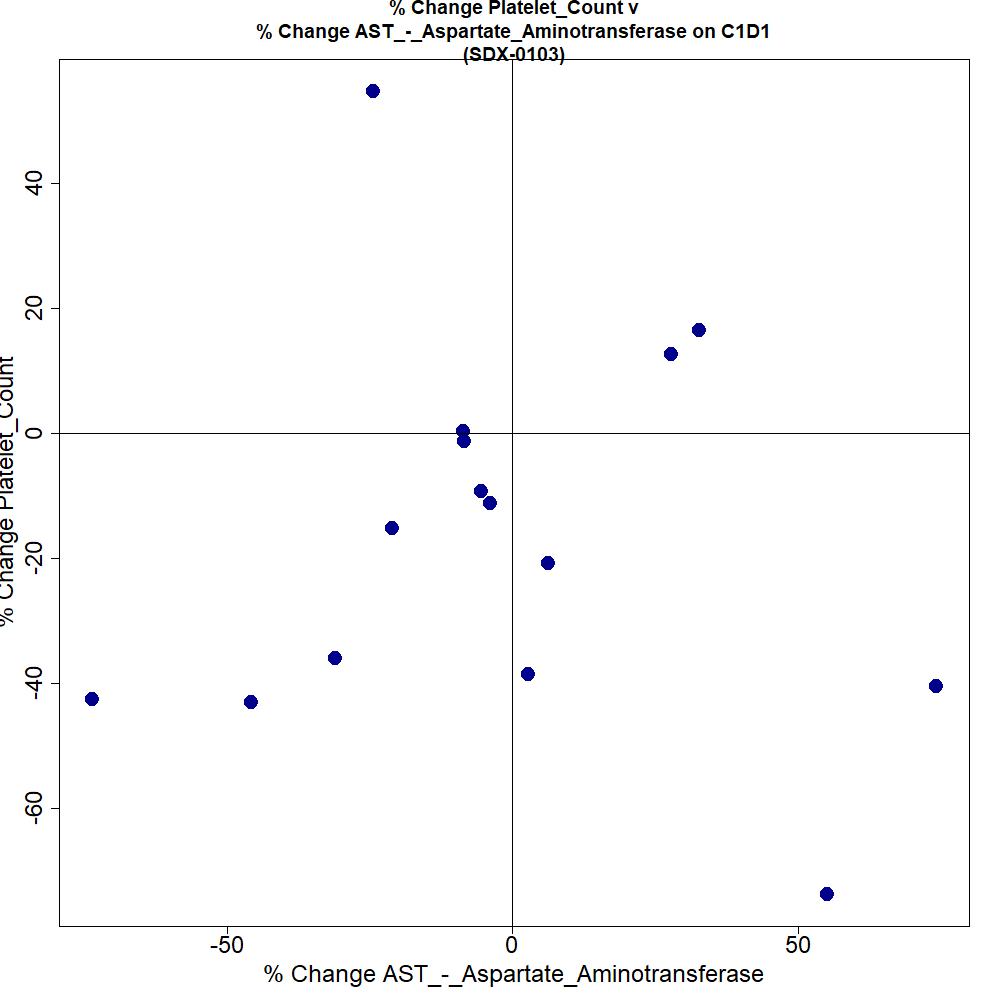 % Change Platelet_Count v
% Change AST_-_Aspartate_Aminotransferase on C1D1
(SDX-0103)
% Change Platelet_Count
40
20
0
-20
-40
-60
-50
0
50
% Change AST_-_Aspartate_Aminotransferase